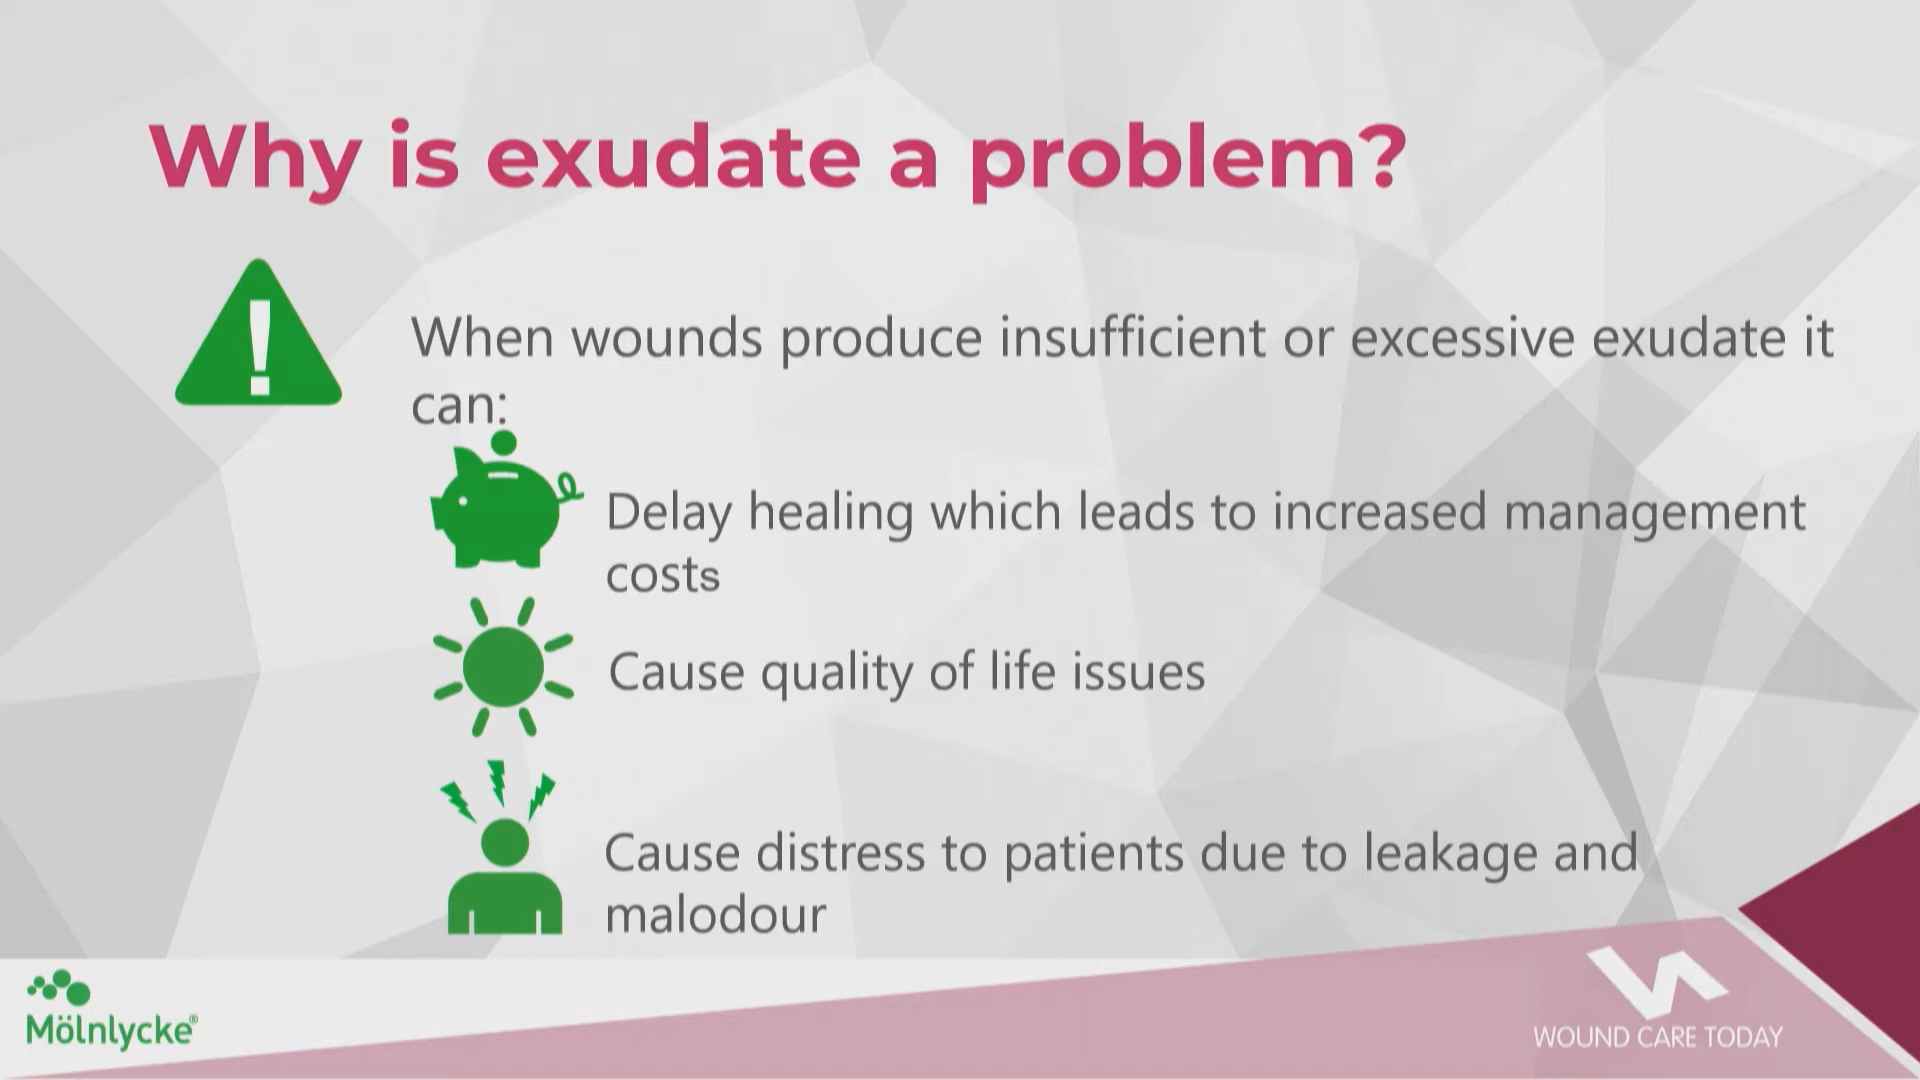 Why is exudate a problem?
When wounds produce insufficient or excessive exudate it
can:
Delay healing which leads to increased management
costs
Cause quality of life issues
Cause distress to patients due to leakage and
malodour
Mölnlycke®
WOUND CARE TODAY